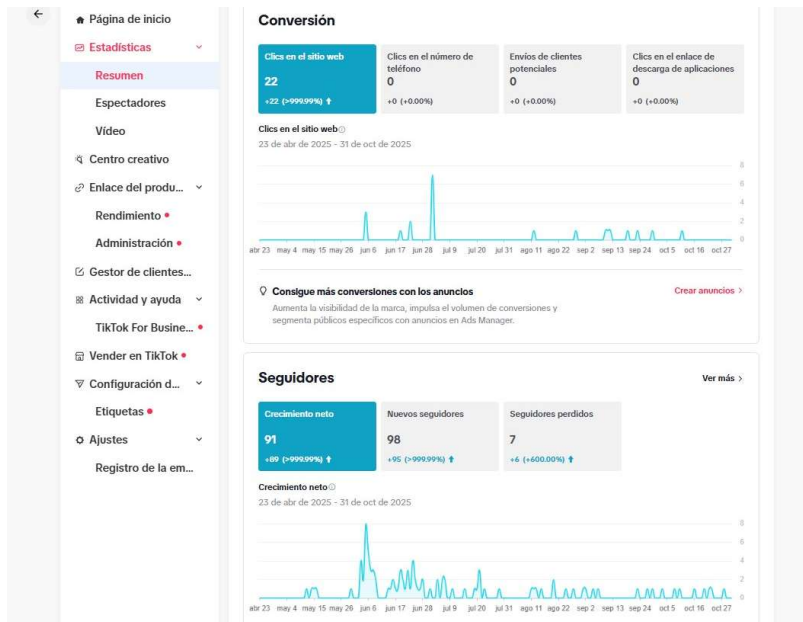 Página de inicio
Estadísticas
Resumen
Espectadores
Vídeo
Centro creativo
Enlace del produ...
Rendimiento
Administración
Gestor de clientes...
Actividad y ayuda
TikTok For Busine...
Vender en TikTok
Configuración d...
Etiquetas
Ajustes
Registro de la em...
Conversión
Clics en el sitio web
22
+22 (>999.99%)
Clics en el número de
teléfono
0
+0 (+0.00%)
Envíos de clientes
potenciales
0
+0 (+0.00%)
Clics en el enlace de
descarga de aplicaciones
0
+0 (+0.00%)
Clics en el sitio web
23 de abr de 2025 - 31 de oct de 2025
8
6
4
2
0
abr 23 may 4 may 15 may 26 jun 6 jun 17 jun 28 jul 9 jul 20 jul 31 ago 11 ago 22 sep 2 sep 13 sep 24 oct 5 oct 16 oct 27
Consigue más conversiones con los anuncios
Crear anuncios >
Aumenta la visibilidad de la marca, impulsa el volumen de conversiones y
segmenta públicos específicos con anuncios en Ads Manager.
Seguidores
Ver más >
Crecimiento neto
91
+89 (>999.99%)
Nuevos seguidores
98
+95 (>999.99%)
Seguidores perdidos
7
+6 (+600.00%)
Crecimiento neto
23 de abr de 2025 - 31 de oct de 2025
8
6
4
2
0
abr 23 may 4 may 15 may 26 jun 6 jun 17 jun 28 jul 9 jul 20 jul 31 ago 11 ago 22 sep 2 sep 13 sep 24 oct 5 oct 16 oct 27